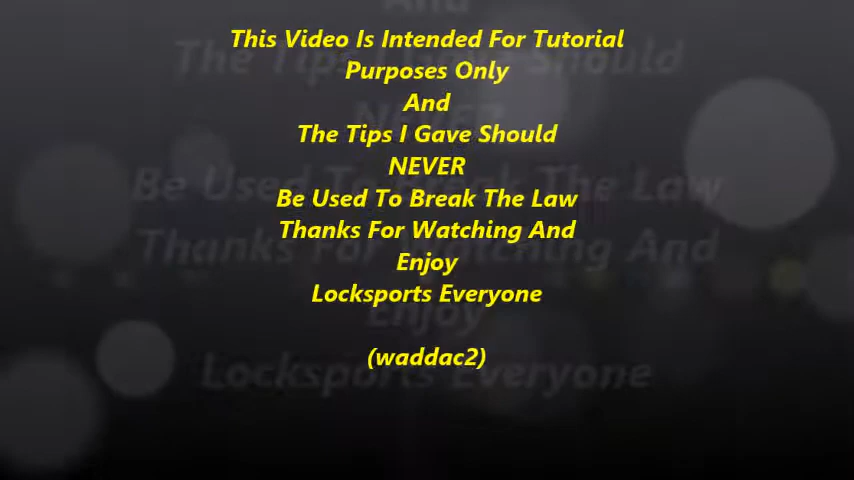 This Video Is Intended For Tutorial
Purposes Only
And
The Tips I Gave Should
NEVER
Be Used To Break The Law
Thanks For Watching And
Enjoy
Locksports Everyone
(waddac2)